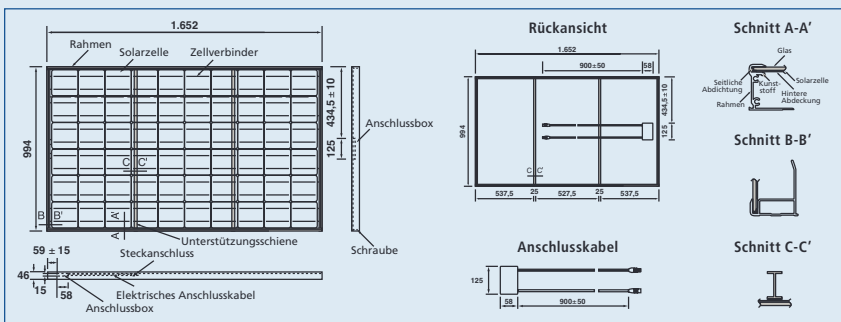 1.652
Rahmen
Solarzelle
Zellverbinder
994
434,5 ± 10
125
Anschlussbox
C C'
B B'
A A'
Unterstützungsschiene
Steckanschluss
Schraube
59 ± 15
46
15
58
Elektrisches Anschlusskabel
Anschlussbox
Rückansicht
1.652
900±50
58
434,5 ± 10
125
994
C C'
25
25
537,5
527,5
537,5
Anschlusskabel
125
58
900±50
Schnitt A-A’
Glas
Seitliche
Abdichtung
Kunst-
stoff
Solarzelle
Hintere
Abdeckung
Rahmen
Schnitt B-B’
Schnitt C-C’